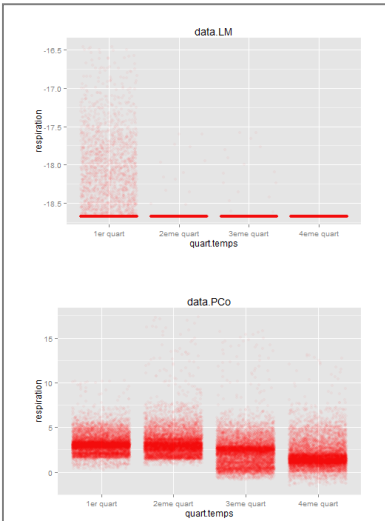 data.LM
-16.5
-17.0
-17.5
-18.0
-18.5
respiration
1er quart 2eme quart 3eme quart 4eme quart
quart.temps
data.PCo
15
10
5
0
respiration
1er quart 2eme quart 3eme quart 4eme quart
quart.temps